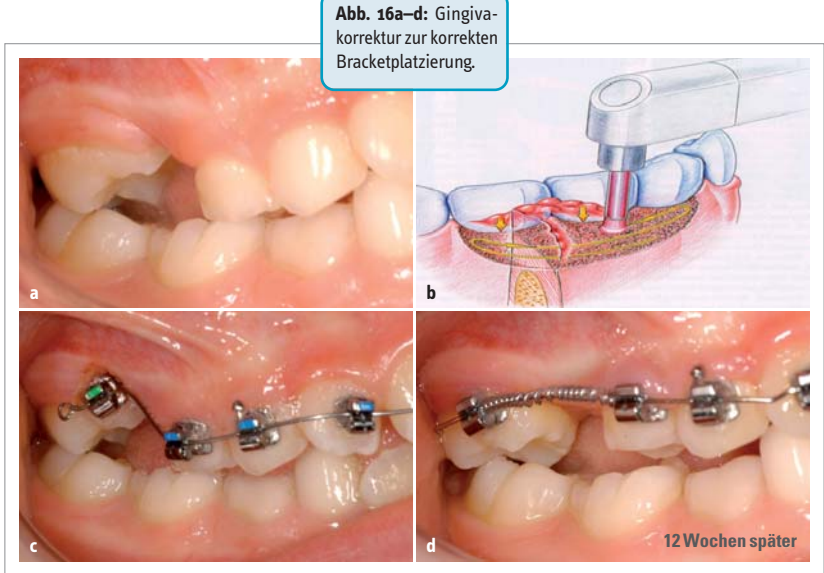 Abb. 16a–d: Gingiva-
korrektur zur korrekten
Bracketplatzierung.
a
b
c
d
12 Wochen später